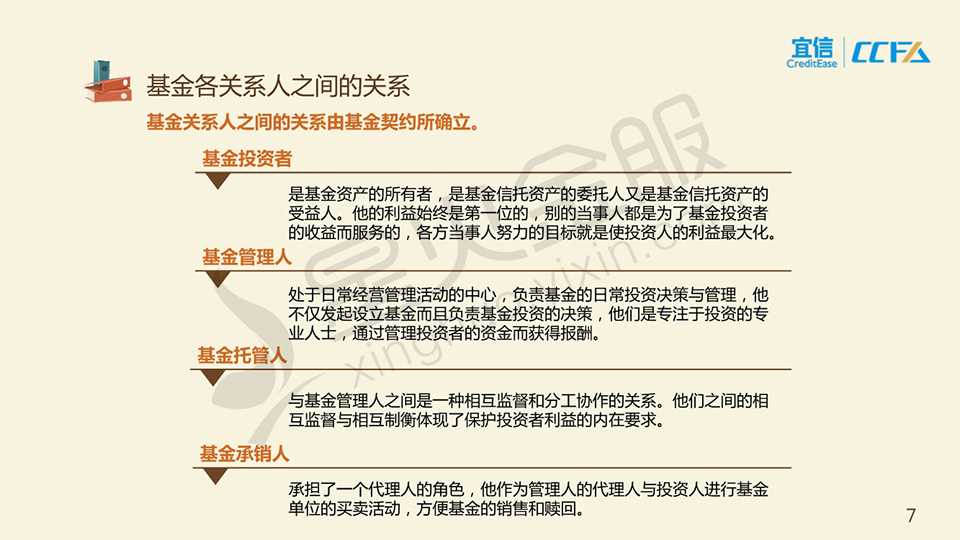 宜信
CreditEase
CCFA
基金各关系人之间的关系
基金关系人之间的关系由基金契约所确立。
基金投资者
是基金资产的所有者，是基金信托资产的委托人又是基金信托资产的
受益人。他的利益始终是第一位的，别的当事人都是为了基金投资者
的收益而服务的，各方当事人努力的目标就是使投资人的利益最大化。
基金管理人
处于日常经营管理活动的中心，负责基金的日常投资决策与管理，他
不仅发起设立基金而且负责基金投资的决策，他们是专注于投资的专
业人士，通过管理投资者的资金而获得报酬。
基金托管人
与基金管理人之间是一种相互监督和分工协作的关系。他们之间的相
互监督与相互制衡体现了保护投资者利益的内在要求。
基金承销人
承担了一个代理人的角色，他作为管理人的代理人与投资人进行基金
单位的买卖活动，方便基金的销售和赎回。
7